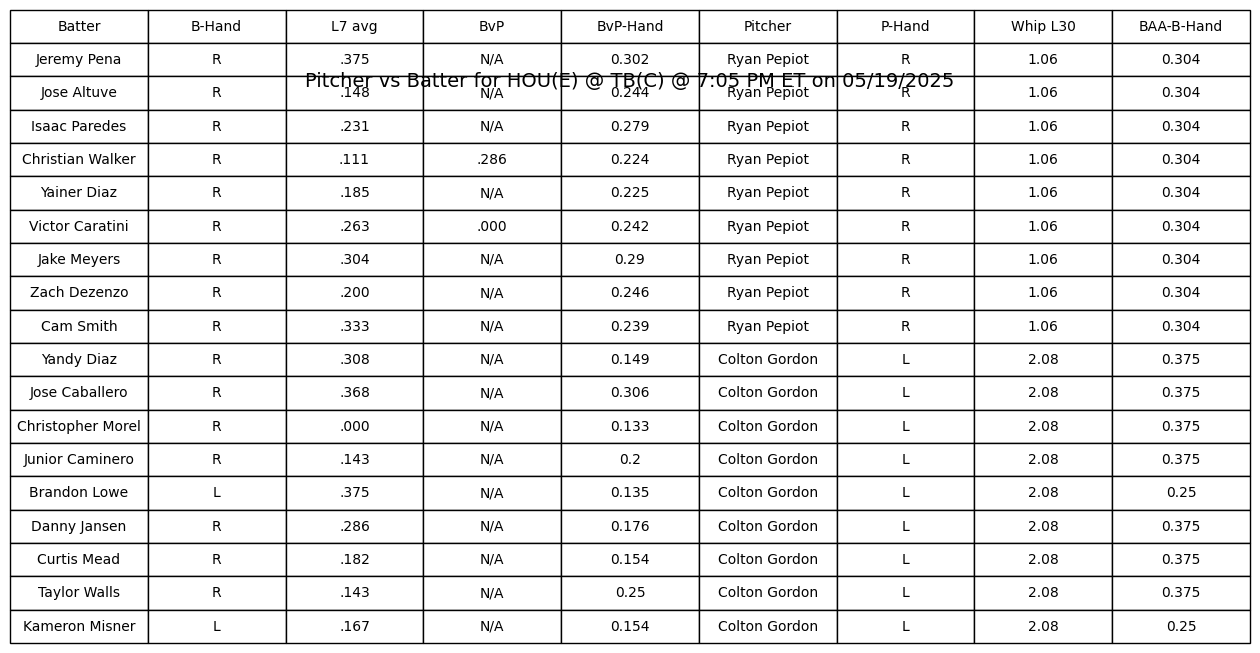 Batter B-Hand L7 avg BvP BvP-Hand Pitcher P-Hand Whip L30 BAA-B-Hand
Jeremy Pena R .375 N/A 0.302 Ryan Pepiot R 1.06 0.304
Pitcher vs Batter for HOU(E) @ TB(C) @ 7:05 PM ET on 05/19/2025
Jose Altuve R .148 N/A 0.244 Ryan Pepiot R 1.06 0.304
Isaac Paredes R .231 N/A 0.279 Ryan Pepiot R 1.06 0.304
Christian Walker R .111 .286 0.224 Ryan Pepiot R 1.06 0.304
Yainer Diaz R .185 N/A 0.225 Ryan Pepiot R 1.06 0.304
Victor Caratini R .263 .000 0.242 Ryan Pepiot R 1.06 0.304
Jake Meyers R .304 N/A 0.29 Ryan Pepiot R 1.06 0.304
Zach Dezenzo R .200 N/A 0.246 Ryan Pepiot R 1.06 0.304
Cam Smith R .333 N/A 0.239 Ryan Pepiot R 1.06 0.304
Yandy Diaz R .308 N/A 0.149 Colton Gordon L 2.08 0.375
Jose Caballero R .368 N/A 0.306 Colton Gordon L 2.08 0.375
Christopher Morel R .000 N/A 0.133 Colton Gordon L 2.08 0.375
Junior Caminero R .143 N/A 0.2 Colton Gordon L 2.08 0.375
Brandon Lowe L .375 N/A 0.135 Colton Gordon L 2.08 0.25
Danny Jansen R .286 N/A 0.176 Colton Gordon L 2.08 0.375
Curtis Mead R .182 N/A 0.154 Colton Gordon L 2.08 0.375
Taylor Walls R .143 N/A 0.25 Colton Gordon L 2.08 0.375
Kameron Misner L .167 N/A 0.154 Colton Gordon L 2.08 0.25